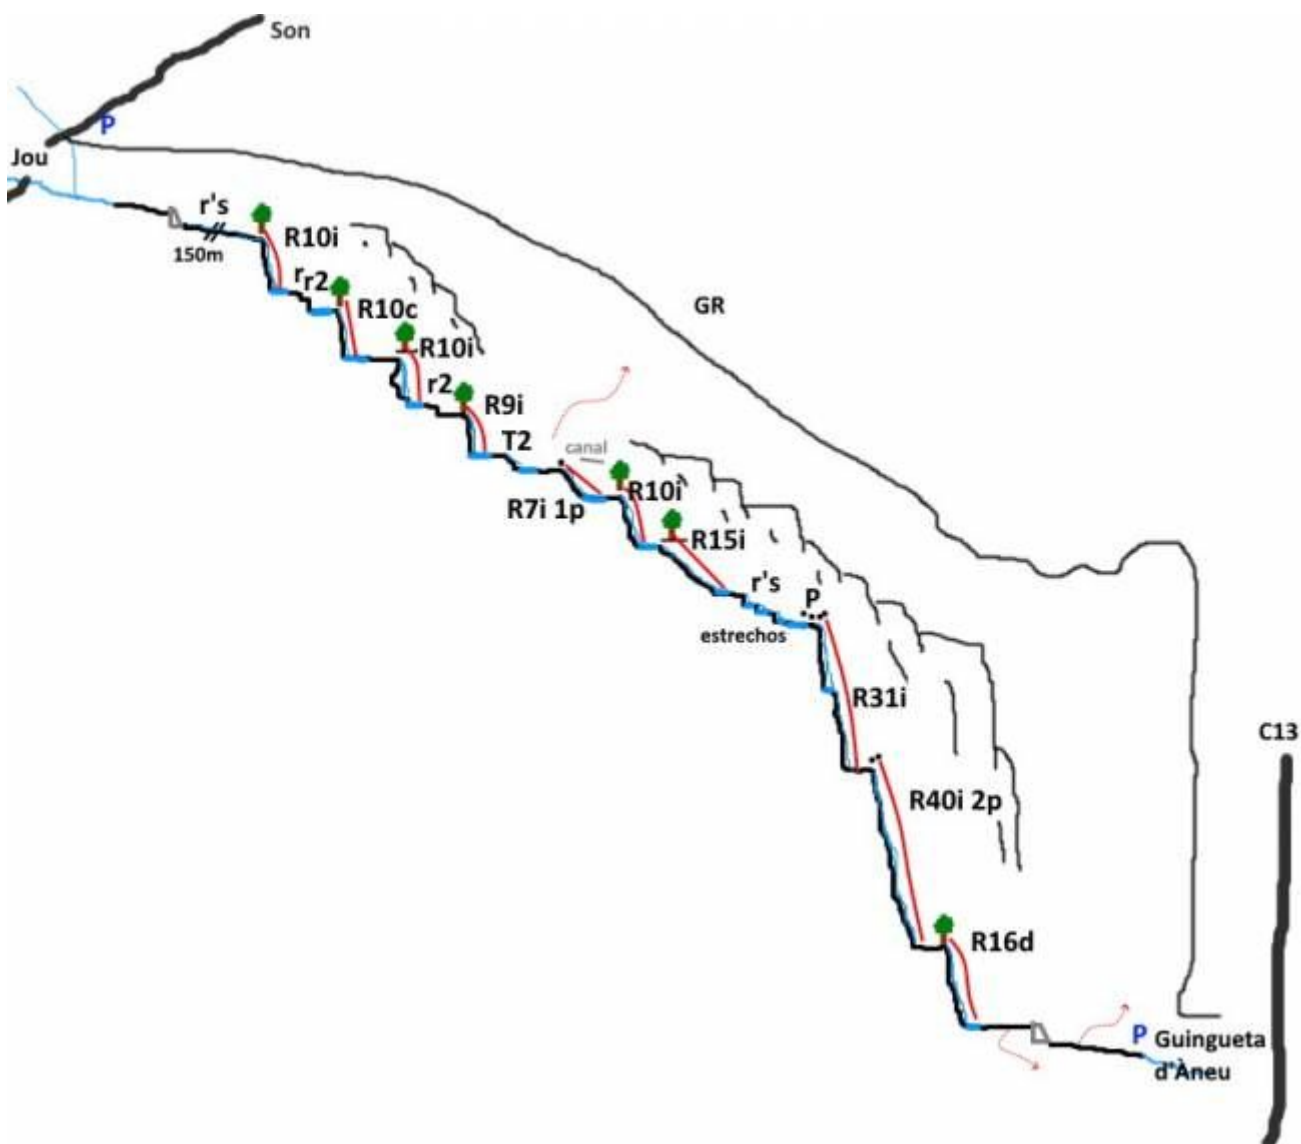 Son
P
Jou
r's
150m
R10i
rr2
R10c
R10i
GR
r2
R9i
T2
canal
R7i 1p
R10i
R15i
r's
P
estrechos
R31i
C13
R40i 2p
R16d
P Guingueta
d'Àneu